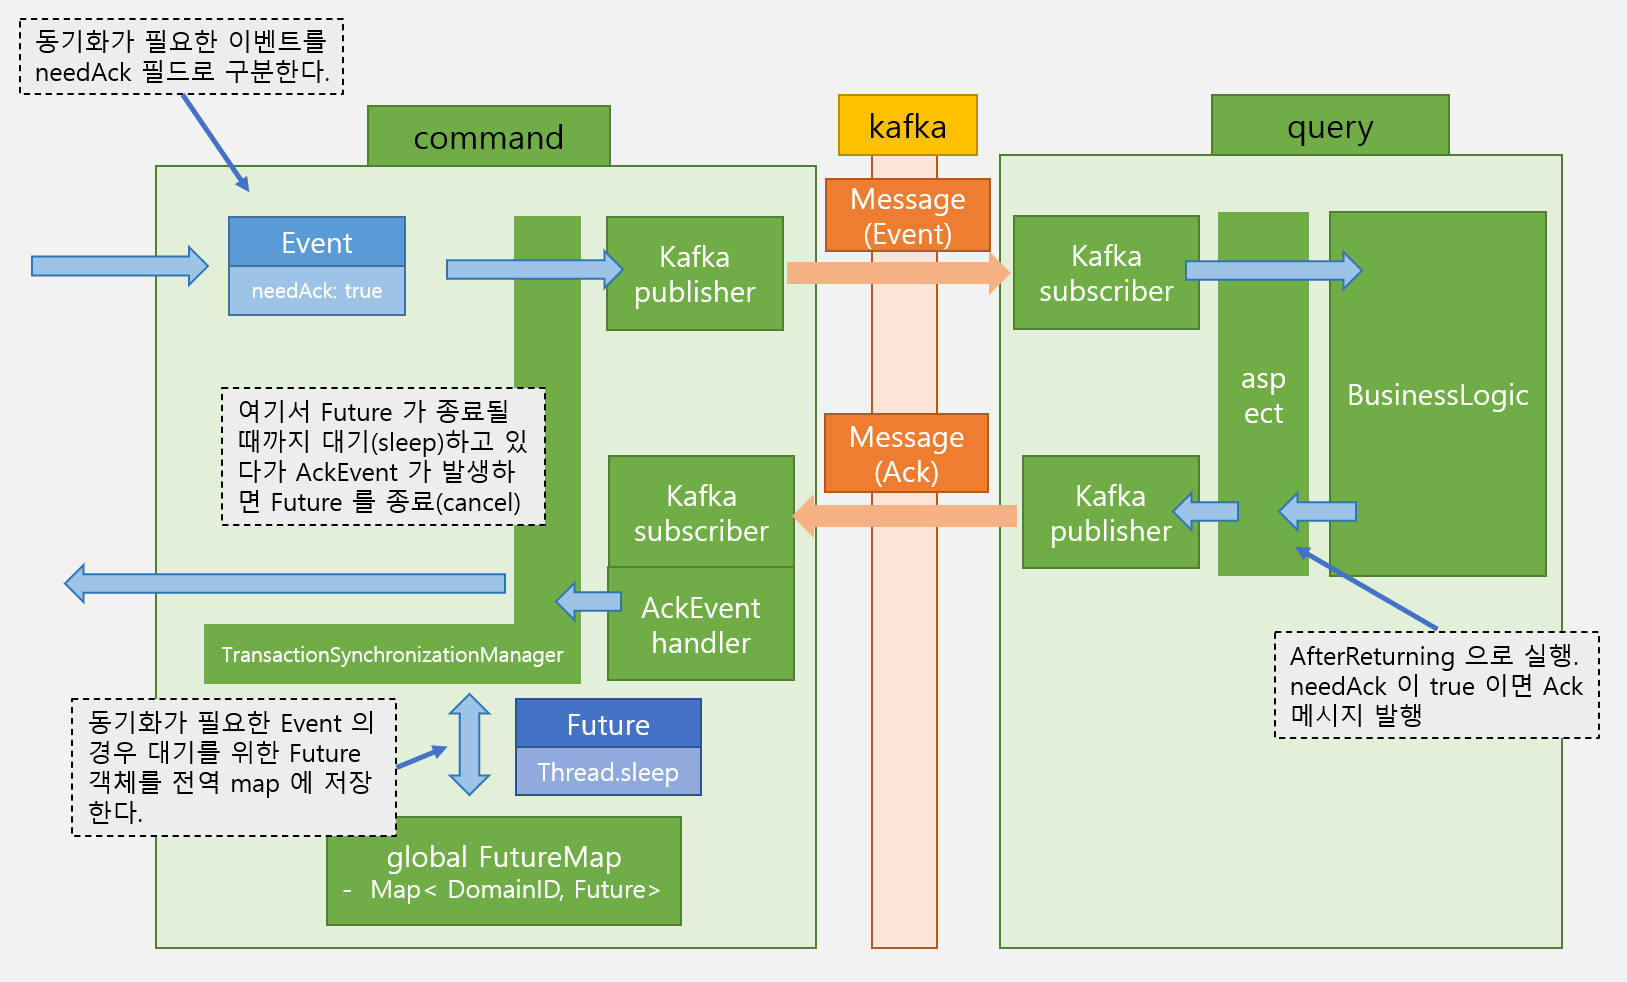 동기화가 필요한 이벤트를
needAck 필드로 구분한다.
command
kafka
query
Event
needAck: true
Kafka
publisher
Message
(Event)
Kafka
subscriber
asp
ect
BusinessLogic
여기서 Future 가 종료될
때까지 대기(sleep)하고 있
다가 AckEvent 가 발생하
면 Future 를 종료(cancel)
Kafka
subscriber
Message
(Ack)
Kafka
publisher
AckEvent
handler
TransactionSynchronizationManager
AfterReturning 으로 실행.
needAck 이 true 이면 Ack
메시지 발행
동기화가 필요한 Event 의
경우 대기를 위한 Future
객체를 전역 map 에 저장
한다.
Future
Thread.sleep
global FutureMap
- Map< DomainID, Future>